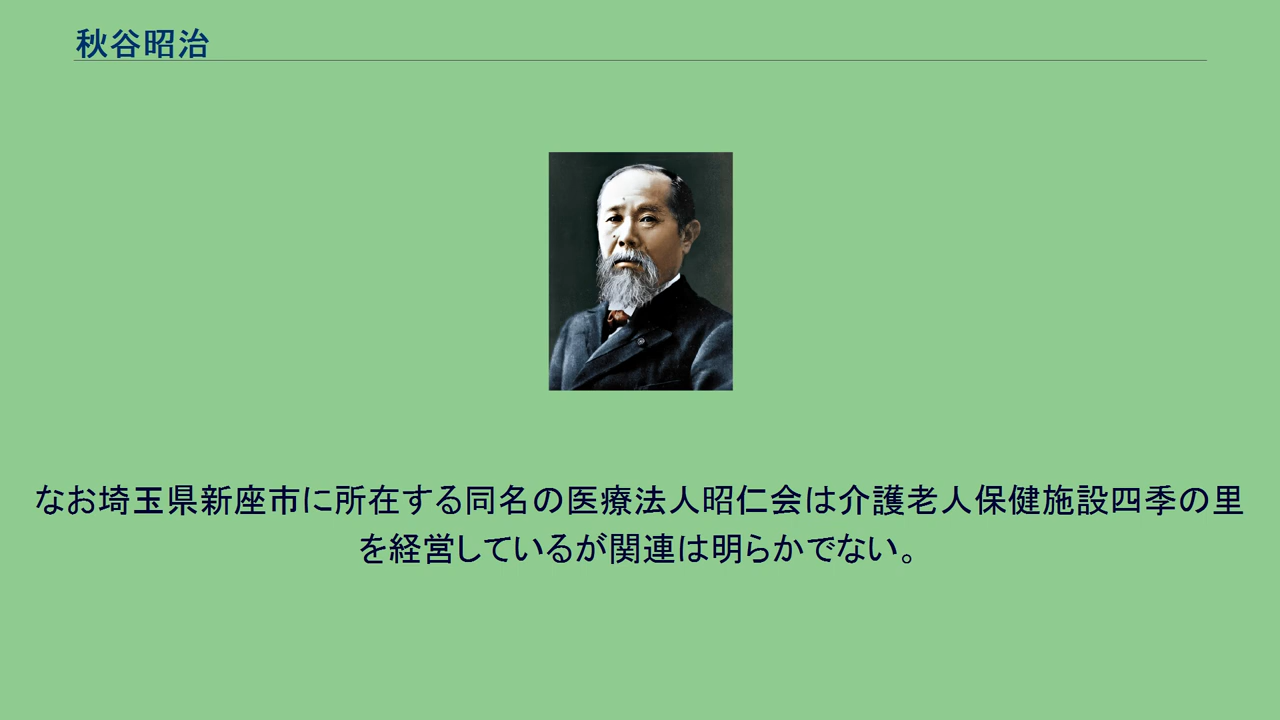 秋谷昭治
なお埼玉県新座市に所在する同名の医療法人昭仁会は介護老人保健施設四季の里
を経営しているが関連は明らかでない。